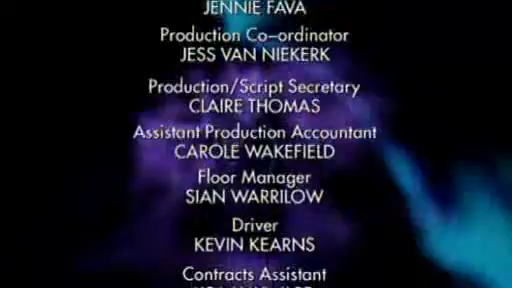 JENNIE FAVA
Production Co-ordinator
JESS VAN NIEKERK
Production/Script Secretary
CLAIRE THOMAS
Assistant Production Accountant
CAROLE WAKEFIELD
Floor Manager
SIAN WARRILOW
Driver
KEVIN KEARNS
Contracts Assistant